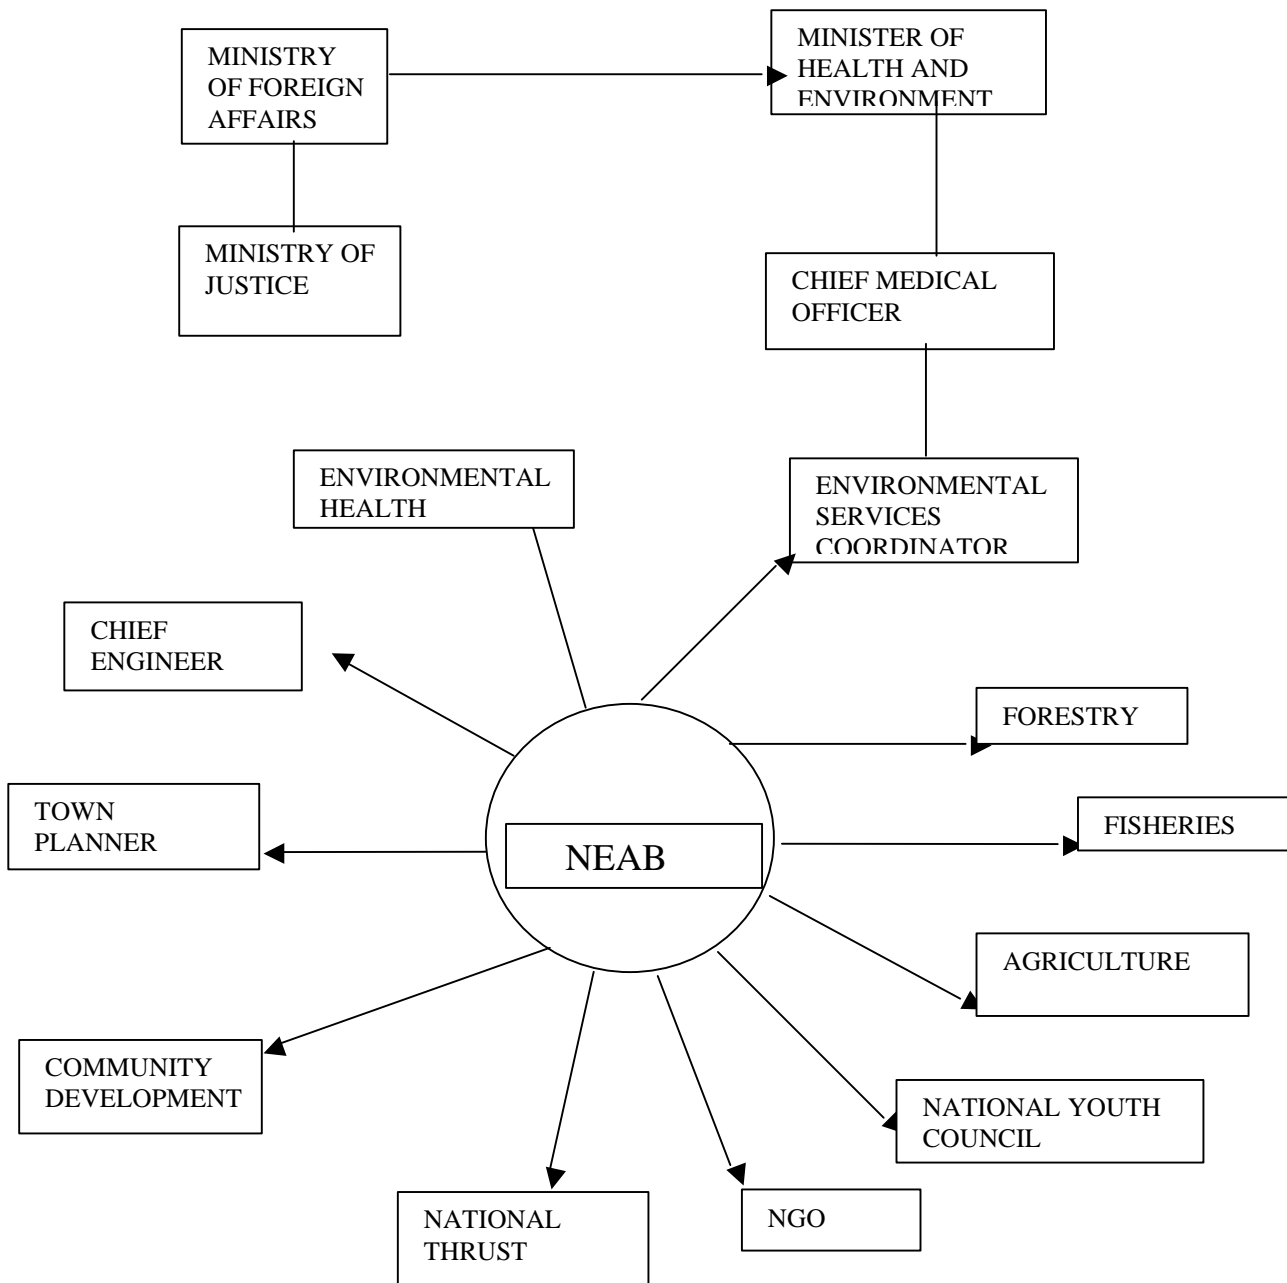 MINISTRY
OF FOREIGN
AFFAIRS
MINISTER OF
HEALTH AND
ENVIRONMENT
MINISTRY OF
JUSTICE
CHIEF MEDICAL
OFFICER
ENVIRONMENTAL
HEALTH
ENVIRONMENTAL
SERVICES
COORDINATOR
CHIEF
ENGINEER
FORESTRY
TOWN
PLANNER
FISHERIES
NEAB
AGRICULTURE
COMMUNITY
DEVELOPMENT
NATIONAL YOUTH
COUNCIL
NATIONAL
THRUST
NGO